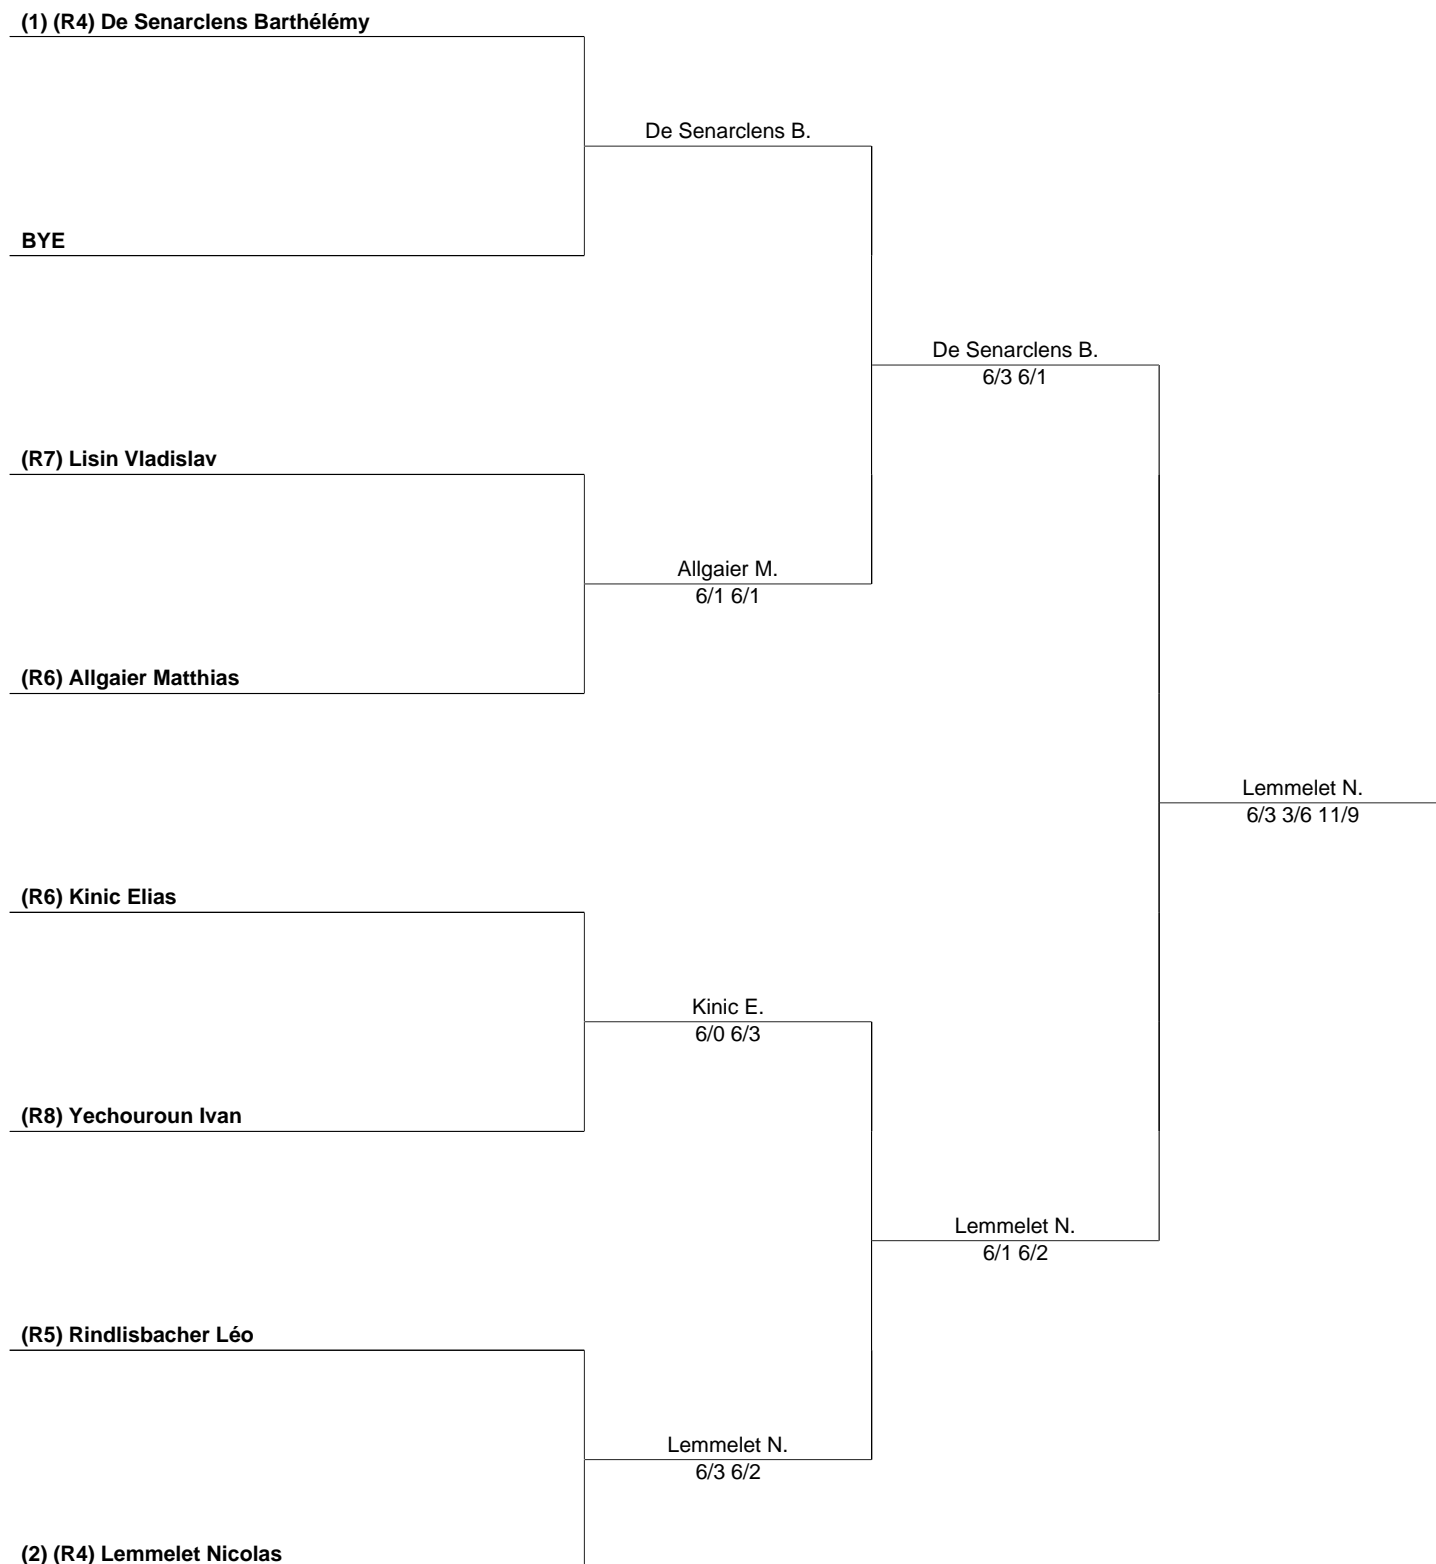 (1) (R4) De Senarclens Barthélémy
De Senarclens B.
BYE
De Senarclens B.
6/3 6/1
(R7) Lisin Vladislav
Allgaier M.
6/1 6/1
(R6) Allgaier Matthias
Lemmelet N.
6/3 3/6 11/9
(R6) Kinic Elias
Kinic E.
6/0 6/3
(R8) Yechouroun Ivan
Lemmelet N.
6/1 6/2
(R5) Rindlisbacher Léo
Lemmelet N.
6/3 6/2
(2) (R4) Lemmelet Nicolas